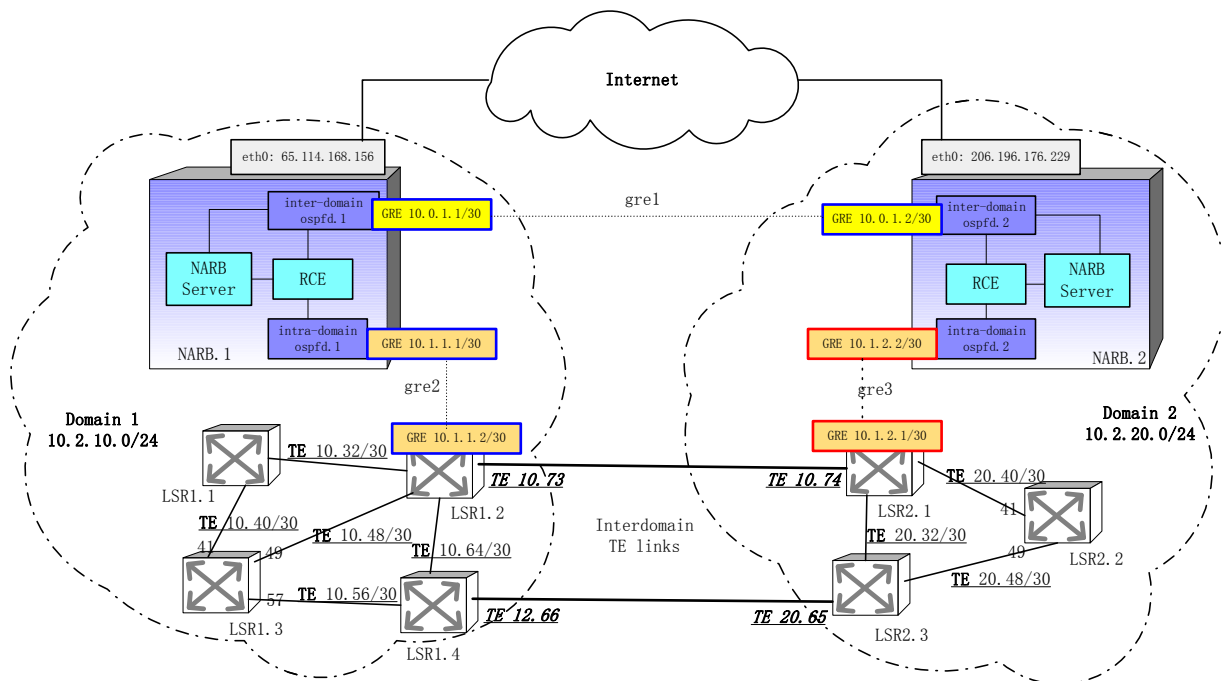 Internet
eth0: 65.114.168.156
eth0: 206.196.176.229
inter-domain
ospfd.1
GRE 10.0.1.1/30
gre1
GRE 10.0.1.2/30
inter-domain
ospfd.2
NARB
Server
RCE
RCE
NARB
Server
intra-domain
ospfd.1
GRE 10.1.1.1/30
NARB.1
GRE 10.1.2.2/30
intra-domain
ospfd.2
NARB.2
gre2
gre3
Domain 1
10.2.10.0/24
Domain 2
10.2.20.0/24
GRE 10.1.1.2/30
GRE 10.1.2.1/30
TE 10.32/30
LSR1.1
TE 10.73
LSR1.2
TE 10.74
LSR2.1
TE 20.40/30
41
LSR2.2
TE 10.40/30
41
TE 10.48/30
49
TE 10.64/30
Interdomain
TE links
TE 20.32/30
49
TE 20.48/30
TE 10.56/30
57
LSR1.3
TE 12.66
LSR1.4
TE 20.65
LSR2.3